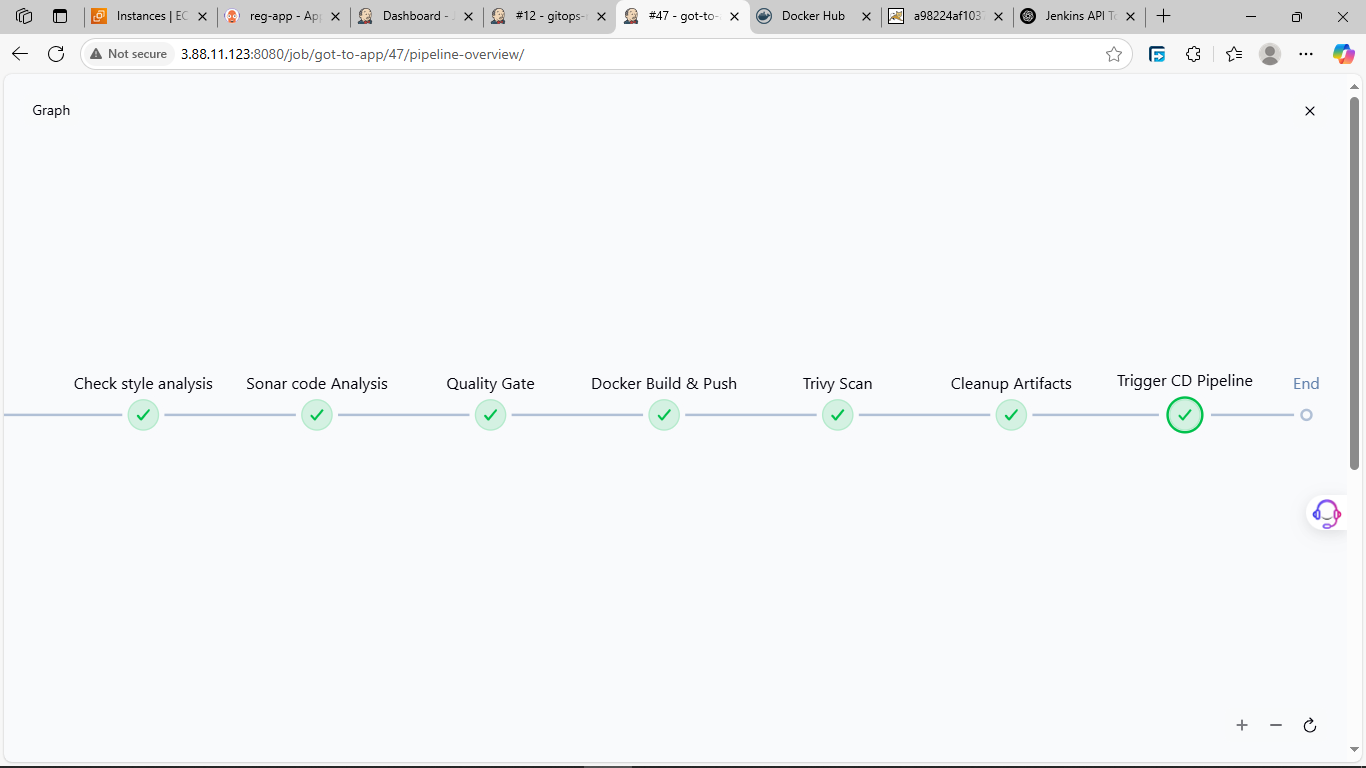 Instances | EC
reg-app - App
Dashboard - J
#12 - gitops-
#47 - got-to-
Docker Hub
a98224af1037
Jenkins API To
Not secure
3.88.11.123:8080/job/got-to-app/47/pipeline-overview/
Graph
Check style analysis
Sonar code Analysis
Quality Gate
Docker Build & Push
Trivy Scan
Cleanup Artifacts
Trigger CD Pipeline
End